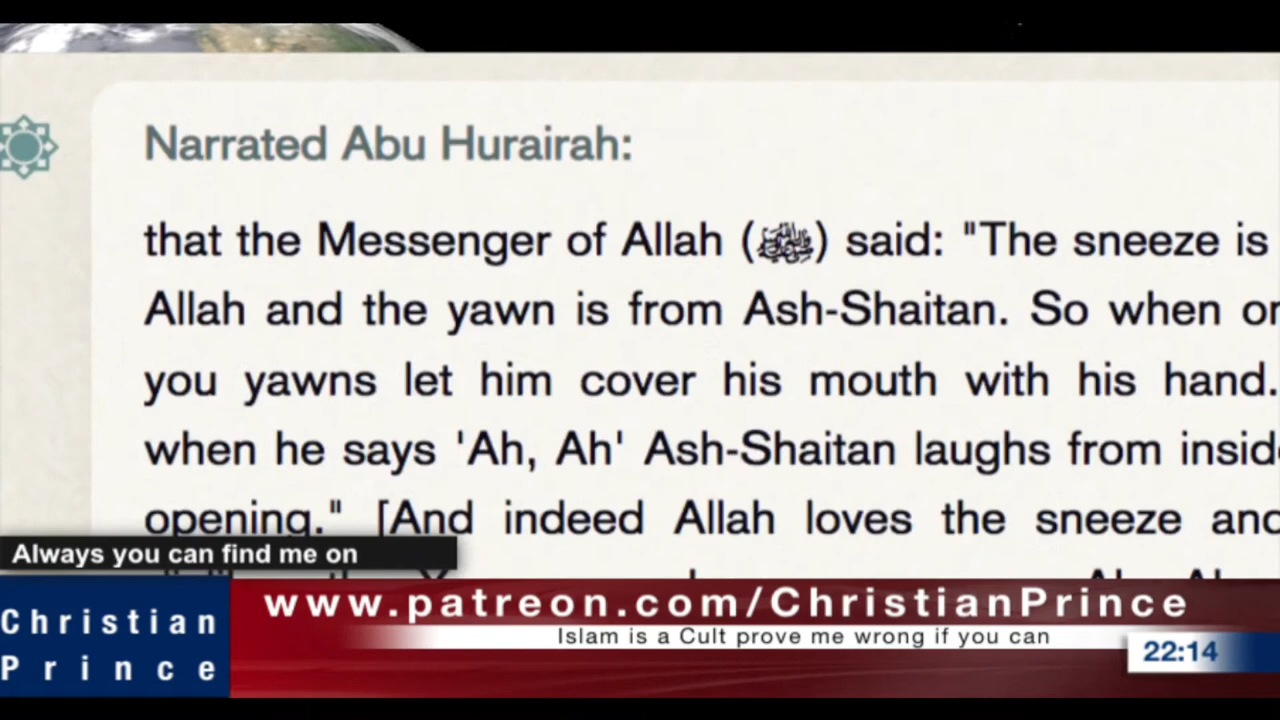 Narrated Abu Hurairah:
that the Messenger of Allah (ﷺ) said: "The sneeze is
Allah and the yawn is from Ash-Shaitan. So when
you yawns let him cover his mouth with his hand.
when he says 'Ah, Ah' Ash-Shaitan laughs from
opening." [And indeed Allah loves the sneeze and
Always you can find me on
www.patreon.com/ChristianPrince
Islam is a Cult prove me wrong if you can
Christian
Prince
22:14